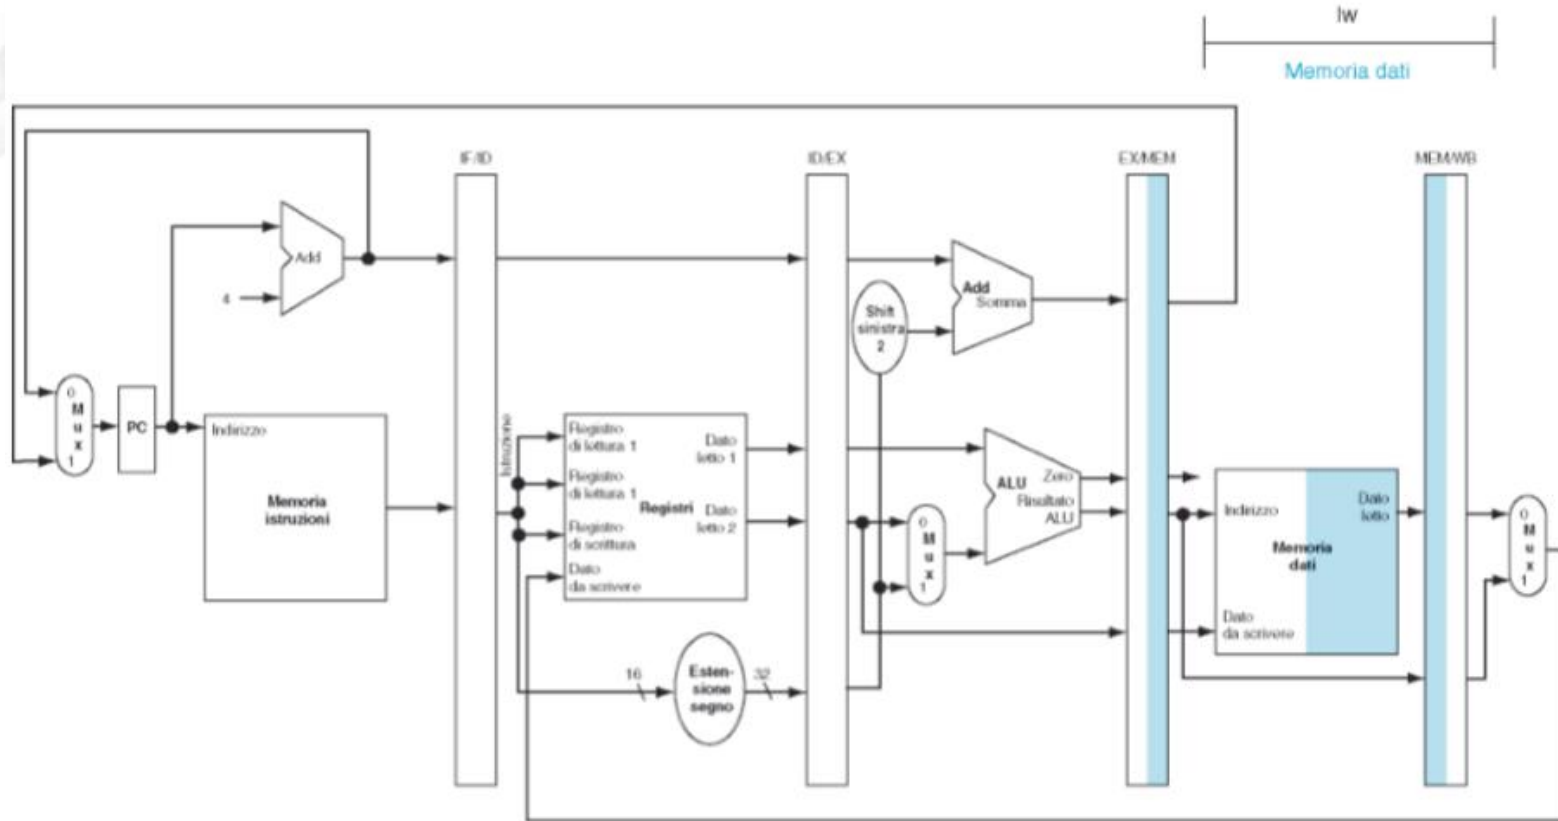 lw
Memoria dati
IF/ID
ID/EX
EX/MEM
MEM/WB
Add
4
Add
Somma
Shift
sinistra
2
0
M
u
x
1
PC
Indirizzo
Memoria
istruzioni
Istruzione
Registro
di lettura 1
Registro
di lettura 1
Registro
di scrittura
Dato
da scrivere
Registri
Dato
letto 1
Dato
letto 2
16
Esten-
sione
segno
32
0
M
u
x
1
ALU
Zero
Risultato
ALU
Indirizzo
Dato
letto
Memoria
dati
Dato
da scrivere
0
M
u
x
1